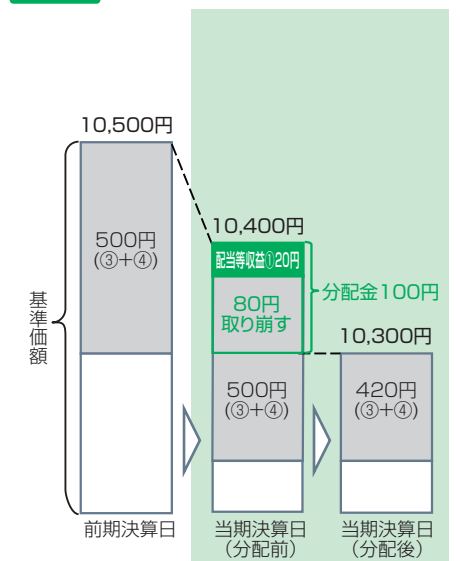 10,500円
500円
(③+④)
基準価額
前期決算日
10,400円
配当等収益①20円
80円
取り崩す
分配金100円
500円
(③+④)
当期決算日
(分配前)
10,300円
420円
(③+④)
当期決算日
(分配後)